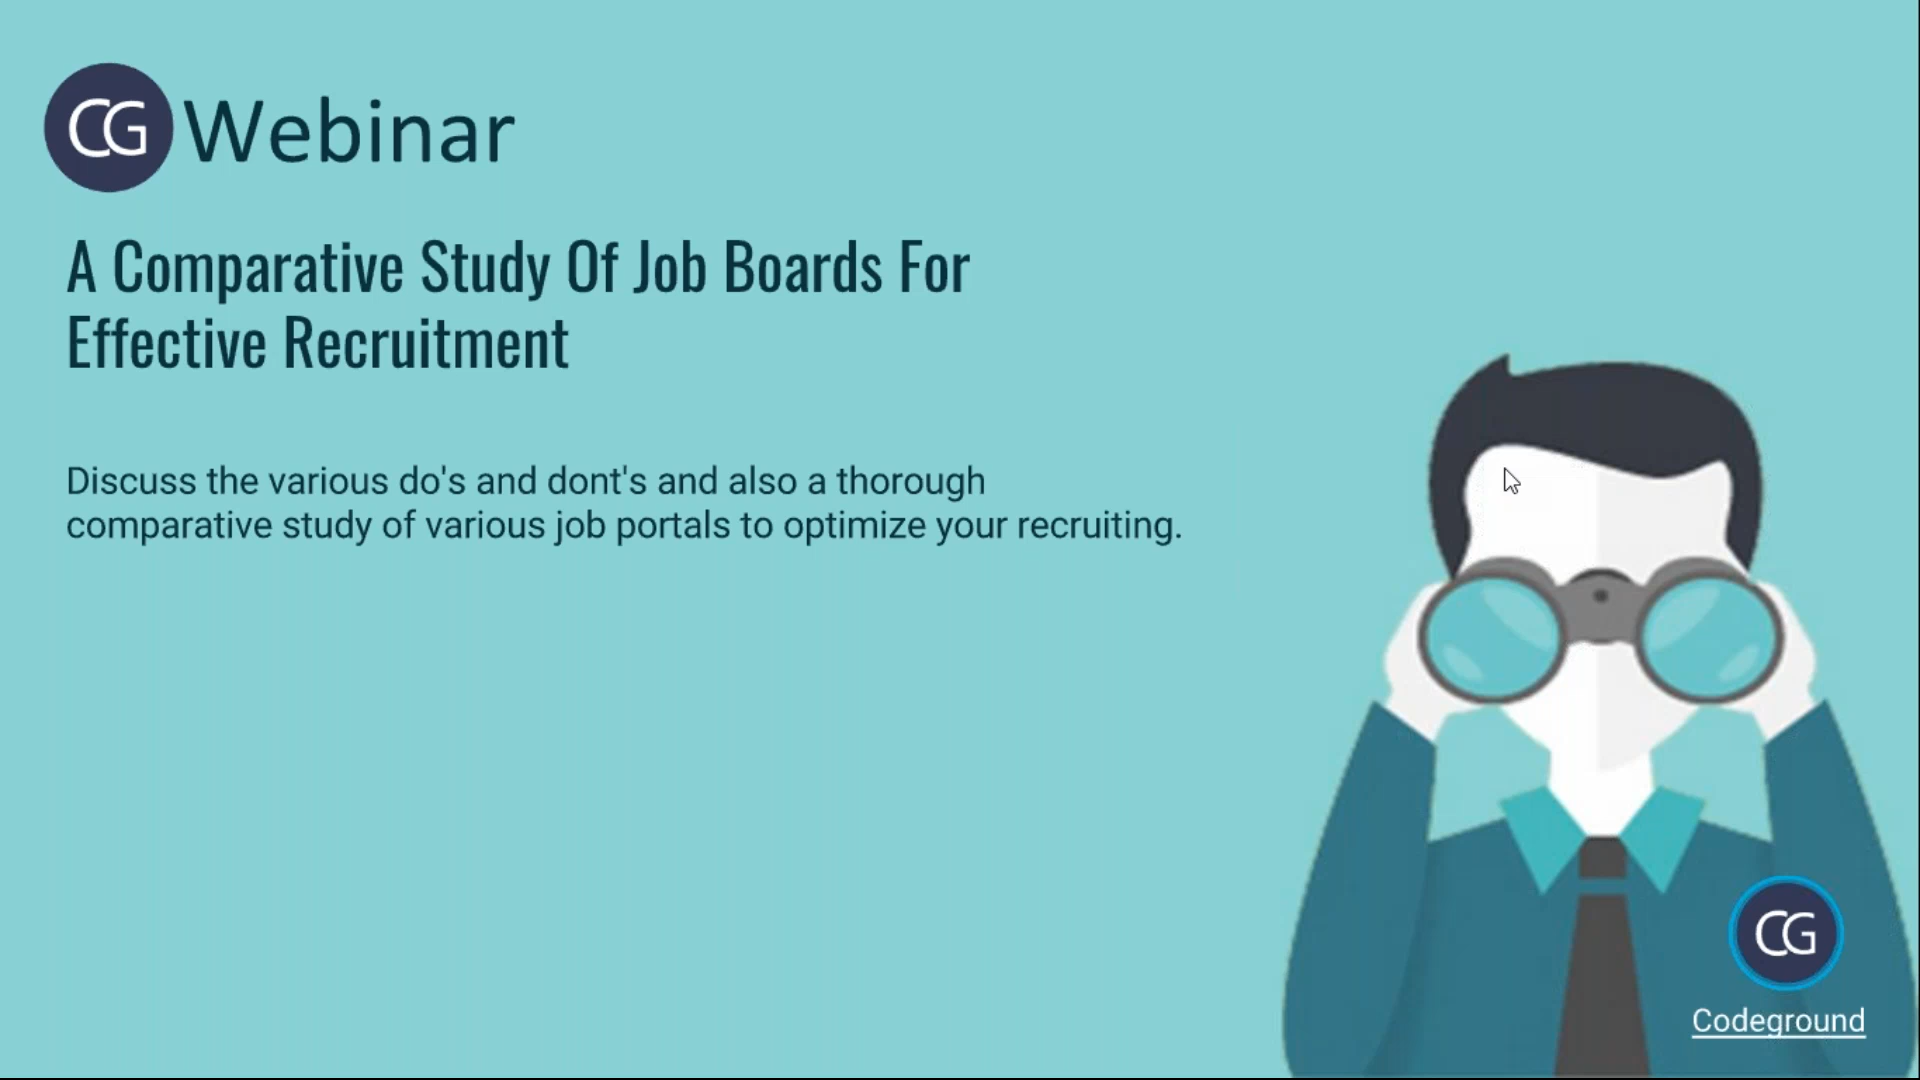 CG Webinar
A Comparative Study Of Job Boards For
Effective Recruitment
Discuss the various do's and dont's and also a thorough
comparative study of various job portals to optimize your recruiting.
CG
Codeground